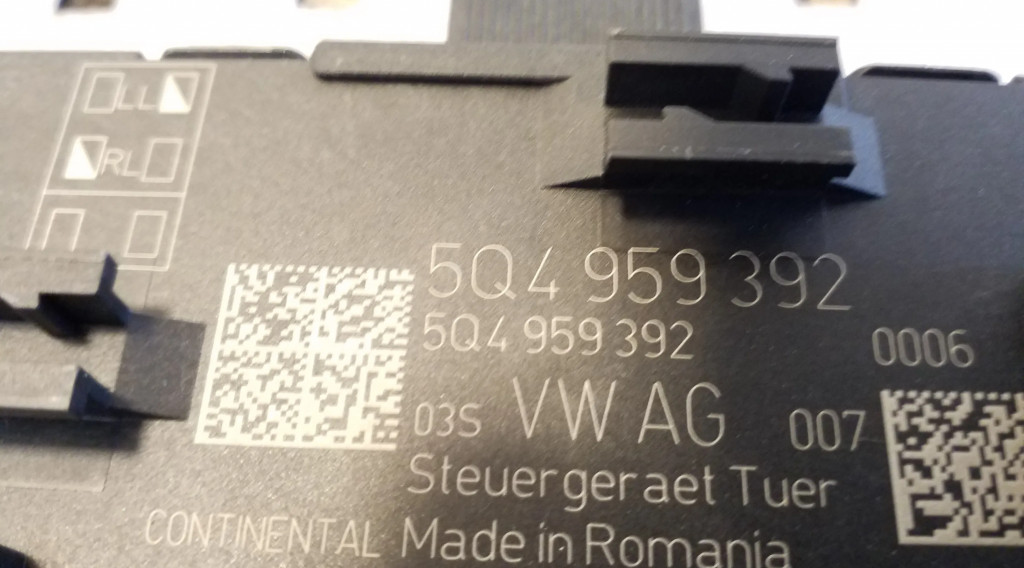 LL
RL
5Q4 959 392
5Q4 959 392
0006
03S VW AG 007
Steuergeraet Tuer
CONTINENTAL Made in Romania